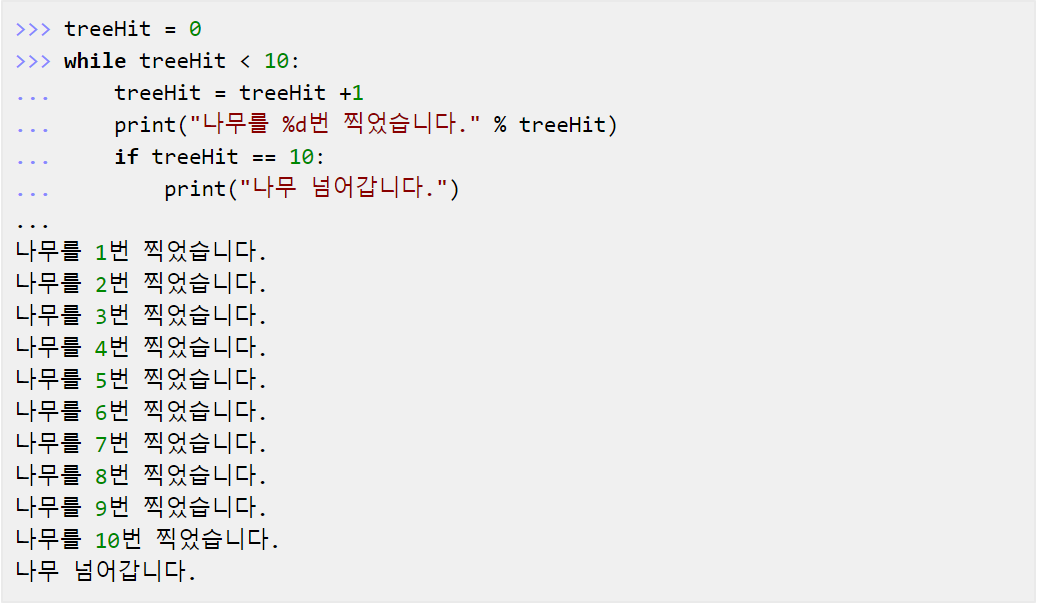 >>> treeHit = 0
>>> while treeHit < 10:
...     treeHit = treeHit +1
...     print("나무를 %d번 찍었습니다." % treeHit)
...     if treeHit == 10:
...         print("나무 넘어갑니다.")
...
나무를 1번 찍었습니다.
나무를 2번 찍었습니다.
나무를 3번 찍었습니다.
나무를 4번 찍었습니다.
나무를 5번 찍었습니다.
나무를 6번 찍었습니다.
나무를 7번 찍었습니다.
나무를 8번 찍었습니다.
나무를 9번 찍었습니다.
나무를 10번 찍었습니다.
나무 넘어갑니다.